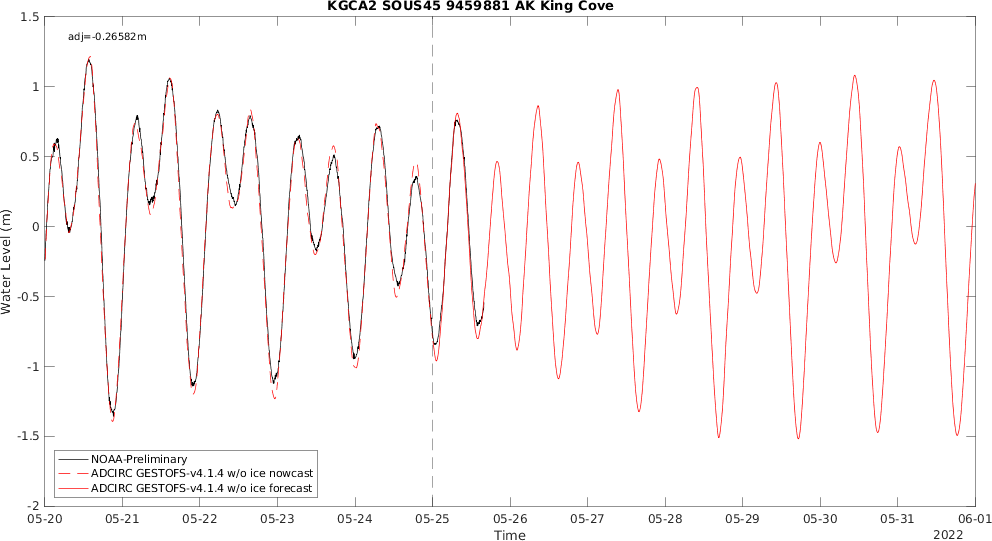 KGCA2 SOUS45 9459881 AK King Cove
adj=-0.26582m
Water Level (m)
1.5
1
0.5
0
-0.5
-1
-1.5
-2
NOAA-Preliminary
ADCIRC GESTOFS-v4.1.4 w/o ice nowcast
ADCIRC GESTOFS-v4.1.4 w/o ice forecast
05-20 05-21 05-22 05-23 05-24 05-25 05-26 05-27 05-28 05-29 05-30 05-31 06-01
Time
2022